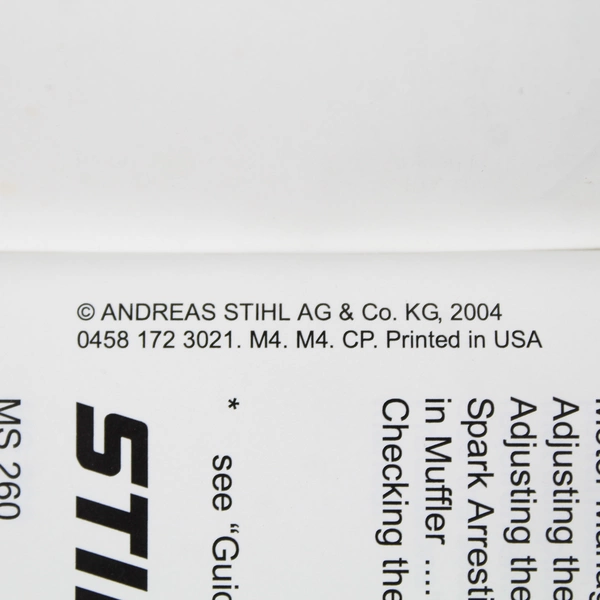 © ANDREAS STIHL AG & Co. KG, 2004
0458 172 3021. M4. M4. CP. Printed in USA
Adjusting the
Adjusting the
Spark Arresti
in Muffler ....
Checking the
* see “Guid
STI
MS 260